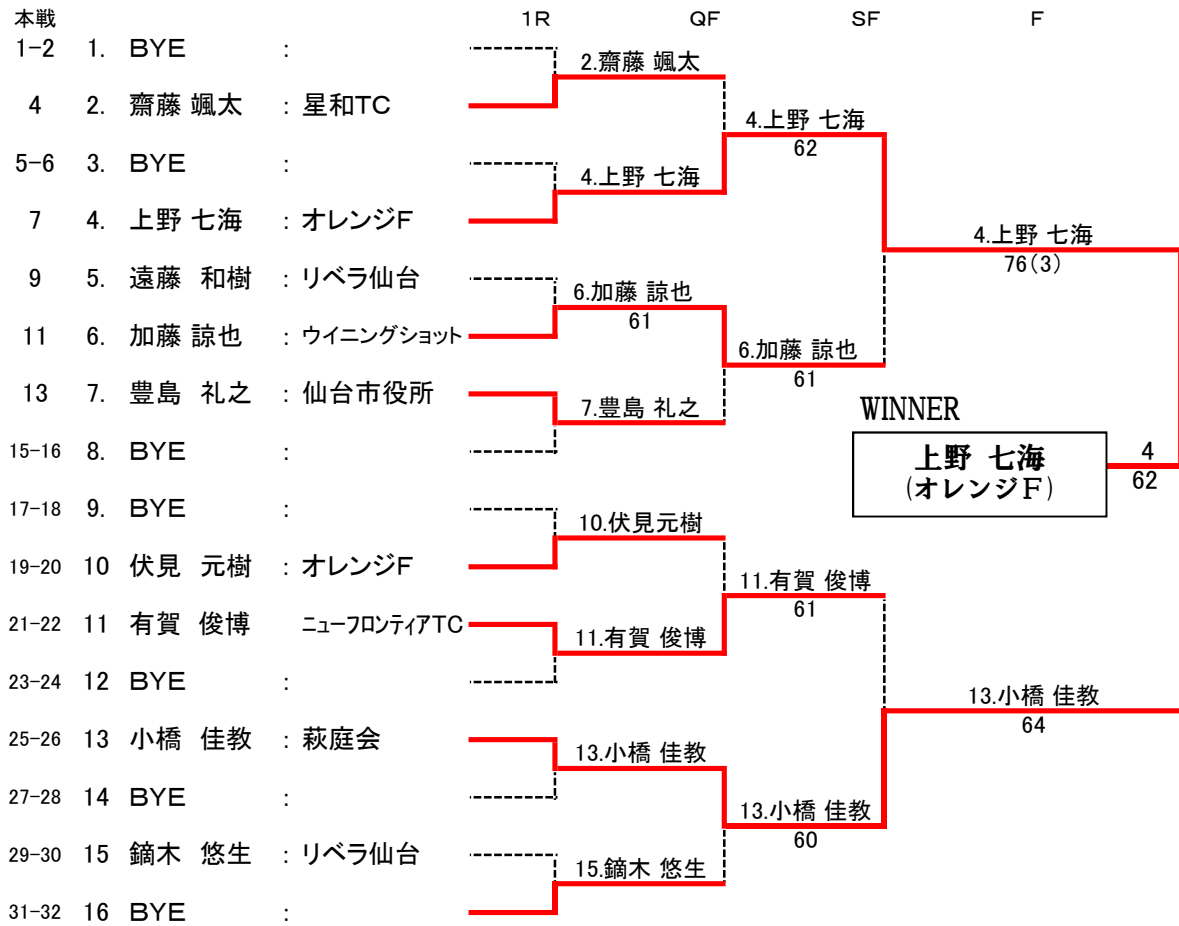 本戦 1R QF SF F
1-2 1. BYE :
2.齋藤 颯太
4 2. 齋藤 颯太 : 星和TC
4.上野 七海
62
5-6 3. BYE :
4.上野 七海
7 4. 上野 七海 : オレンジF
4.上野 七海
76(3)
9 5. 遠藤 和樹 : リベラ仙台
6.加藤 諒也
61
11 6. 加藤 諒也 : ウイニングショット
6.加藤 諒也
61
13 7. 豊島 礼之 : 仙台市役所
7.豊島 礼之
WINNER
15-16 8. BYE :
上野 七海
(オレンジF)
4
62
17-18 9. BYE :
10.伏見元樹
19-20 10 伏見 元樹 : オレンジF
11.有賀 俊博
61
21-22 11 有賀 俊博 ニューフロンティアTC
11.有賀 俊博
23-24 12 BYE :
13.小橋 佳教
64
25-26 13 小橋 佳教 : 萩庭会
13.小橋 佳教
27-28 14 BYE :
13.小橋 佳教
60
29-30 15 鏑木 悠生 : リベラ仙台
15.鏑木 悠生
31-32 16 BYE :